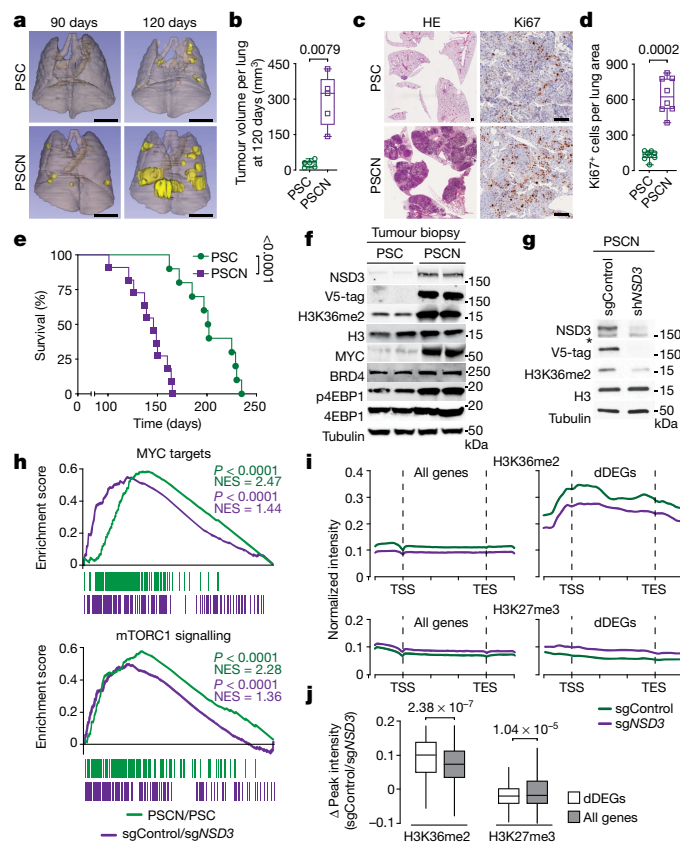 a
90 days
120 days
PSC
PSCN
b
Tumour volume per lung
at 120 days (mm3)
0.0079
450
300
150
0
PSC
PSCN
c
HE
Ki67
PSC
PSCN
d
Ki67+ cells per lung area
0.0002
900
600
300
0
PSC
PSCN
e
Survival (%)
100
75
50
25
0
PSC
PSCN
<0.0001
0
100
150
200
250
Time (days)
f
Tumour biopsy
PSC
PSCN
NSD3
150
V5-tag
150
H3K36me2
15
H3
15
MYC
50
BRD4
250
p4EBP1
20
4EBP1
20
Tubulin
50
kDa
g
PSCN
sgControl
shNSD3
NSD3
150
*
V5-tag
150
H3K36me2
15
H3
15
Tubulin
50
kDa
h
MYC targets
Enrichment score
0.6
0.4
0.2
0
P < 0.0001
NES = 2.47
P < 0.0001
NES = 1.44
mTORC1 signalling
Enrichment score
0.6
0.4
0.2
0
P < 0.0001
NES = 2.28
P < 0.0001
NES = 1.36
PSCN/PSC
sgControl/sgNSD3
i
H3K36me2
All genes
dDEGs
Normalized intensity
0.4
0.3
0.2
0.1
0
TSS
TES
TSS
TES
H3K27me3
All genes
dDEGs
0.2
0.1
0
TSS
TES
TSS
TES
sgControl
sgNSD3
j
2.38 × 10−7
1.04 × 10−5
Δ Peak intensity
(sgControl/sgNSD3)
0.2
0.1
0
−0.1
H3K36me2
H3K27me3
dDEGs
All genes